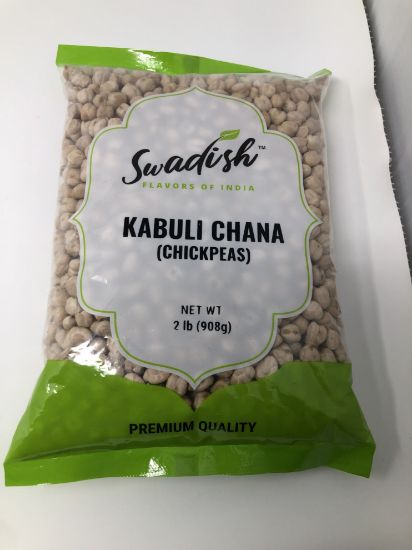 Swadish™
FLAVORS OF INDIA
KABULI CHANA
(CHICKPEAS)
NET WT
2 lb (908g)
PREMIUM QUALITY